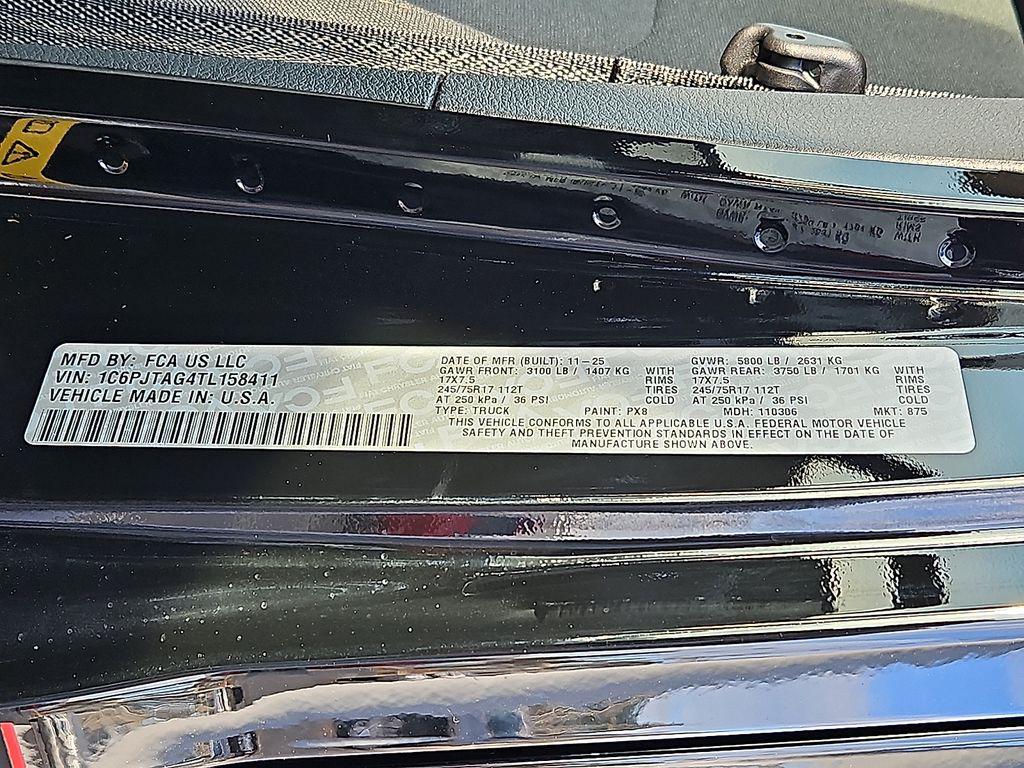 MFD BY: FCA US LLC
VIN: 1C6PJTAG4TL158411
VEHICLE MADE IN: U.S.A.
DATE OF MFR (BUILT): 11-25 GVWR: 5800 LB / 2631 KG
GAWR FRONT: 3100 LB / 1407 KG WITH GAWR REAR: 3750 LB / 1701 KG WITH
17X7.5 RIMS 17X7.5 RIMS
245/75R17 112T TIRES 245/75R17 112T TIRES
AT 250 kPa / 36 PSI COLD AT 250 kPa / 36 PSI COLD
TYPE: TRUCK PAINT: PX8 MDH: 110306 MKT: 875
THIS VEHICLE CONFORMS TO ALL APPLICABLE U.S.A. FEDERAL MOTOR VEHICLE
SAFETY AND THEFT PREVENTION STANDARDS IN EFFECT ON THE DATE OF
MANUFACTURE SHOWN ABOVE.